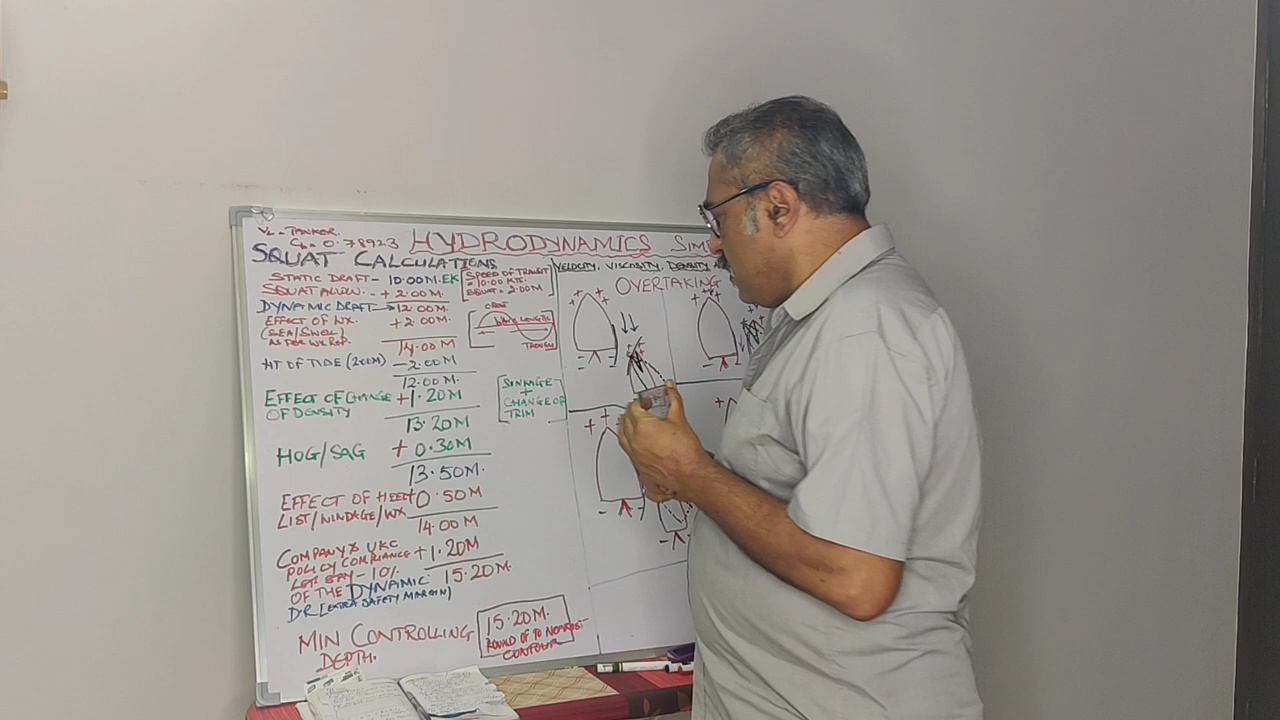 VL - TANKER.
Cb = 0.78923
HYDRODYNAMICS
SQUAT CALCULATIONS
STATIC DRAFT - 10.00M. EK
SQUAT ALLOW. - + 2.00M.
DYNAMIC DRAFT → 12.00M.
EFFECT OF WX. + 2.00M.
(SEA/SWELL)
AS PER WX REP. 14.00M
HT OF TIDE (2.00M) - 2.00M
12.00M.
EFFECT OF CHANGE + 1.20M
OF DENSITY
13.20M
HOG/SAG + 0.30M
13.50M.
EFFECT OF HEEL + 0.50M
LIST/WINDAGE/WX
14.00M
COMPANY'S UKC
POLICY COMPLIANCE + 1.20M
LET. SAY - 10%
OF THE DYNAMIC 15.20M.
DR [EXTRA SAFETY MARGIN)
MIN CONTROLLING
DEPTH.
15.20M.
ROUND OF TO NEAREST
CONTOUR
SPEED OF TRANSIT
= 10.00 KTS.
SQUAT = 2.00M
CREST
WAVE LENGTH
TROUGH
SINKAGE
+
CHANGE OF
TRIM
VELOCITY, VISCOSITY, DENSITY
OVERTAKING